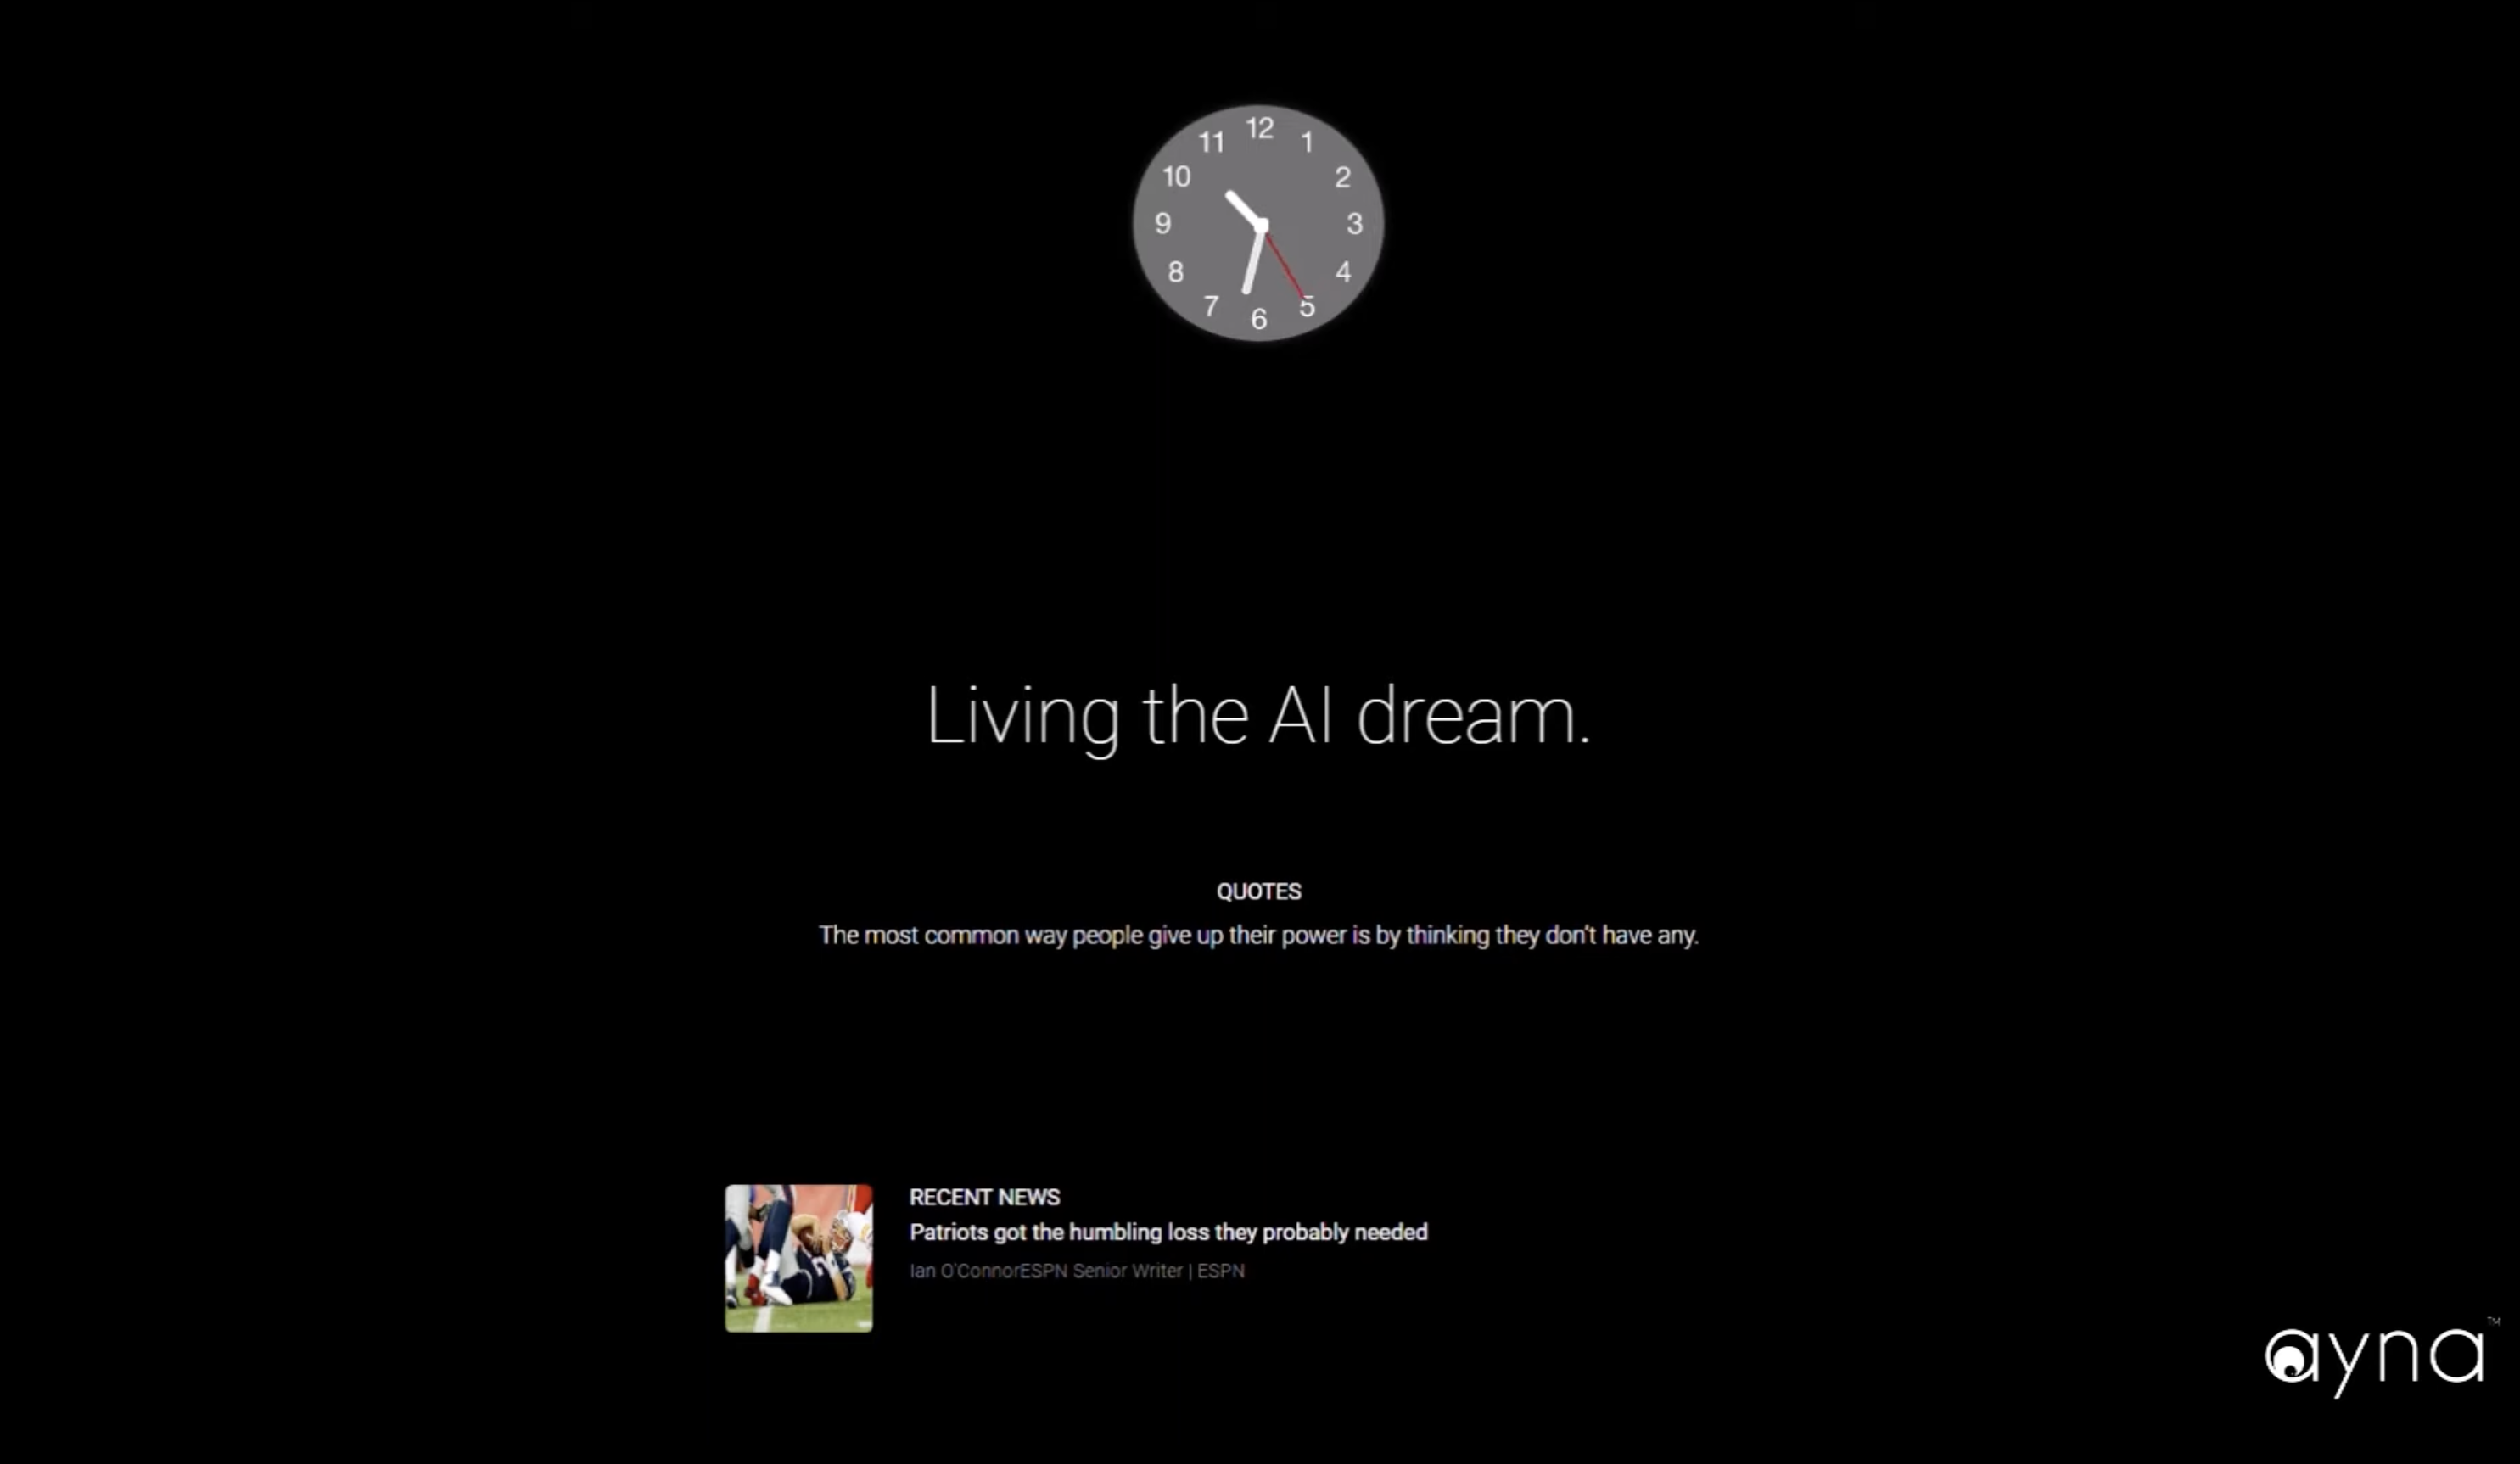 12
11
1
10
2
9
3
8
4
7
5
6
Living the AI dream.
QUOTES
The most common way people give up their power is by thinking they don't have any.
RECENT NEWS
Patriots got the humbling loss they probably needed
Ian O'ConnorESPN Senior Writer | ESPN
ayna™